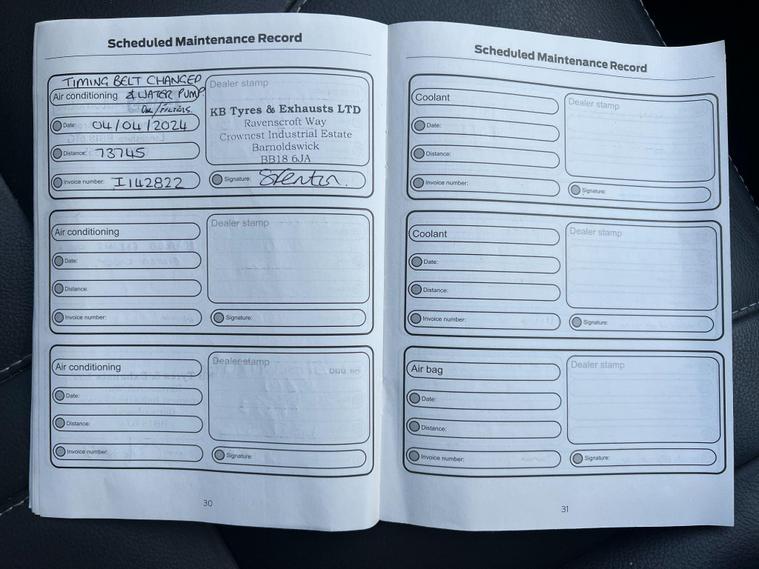 Scheduled Maintenance Record
TIMING BELT CHANGED
Air conditioning & WATER PUMP
OIL/FILTERS.
Date: 04/04/2024
Distance: 73745
Invoice number: I142822
Dealer stamp
KB Tyres & Exhausts LTD
Ravenscroft Way
Crownest Industrial Estate
Barnoldswick
BB18 6JA
Signature:
Air conditioning
Date:
Distance:
Invoice number:
Dealer stamp
Signature:
Air conditioning
Date:
Distance:
Invoice number:
Dealer stamp
Signature:
30
Scheduled Maintenance Record
Coolant
Date:
Distance:
Invoice number:
Dealer stamp
Signature:
Coolant
Date:
Distance:
Invoice number:
Dealer stamp
Signature:
Air bag
Date:
Distance:
Invoice number:
Dealer stamp
Signature:
31